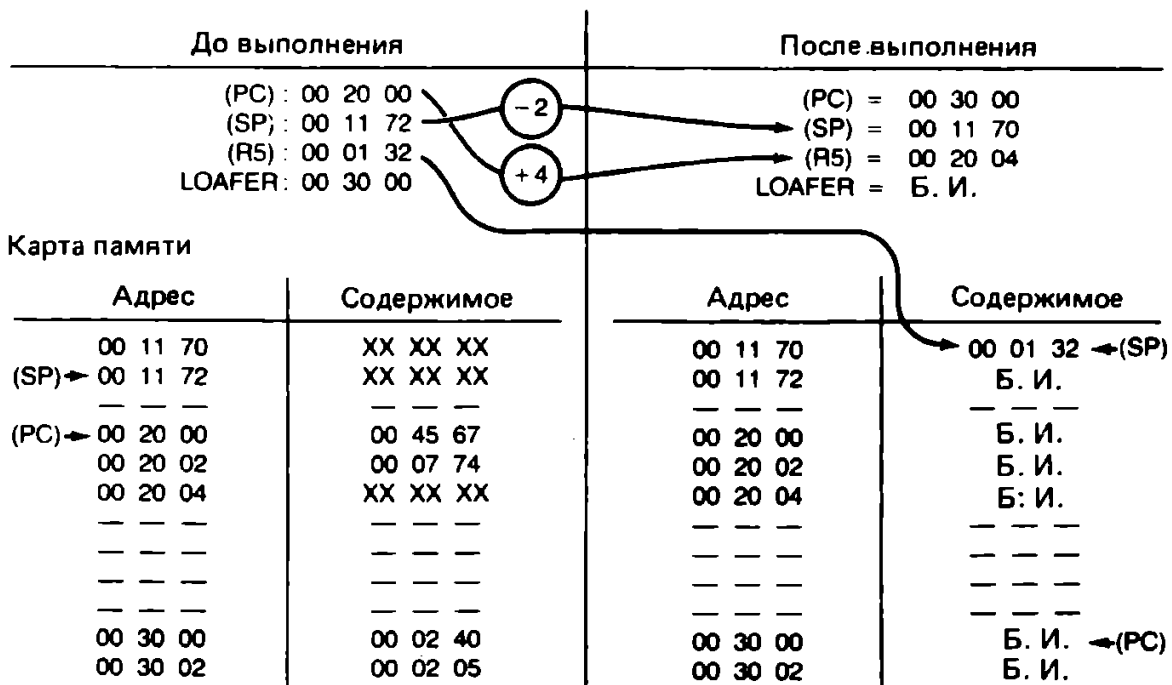 До выполнения
(PC) : 00 20 00
(SP) : 00 11 72
(R5) : 00 01 32
LOAFER : 00 30 00
−2
+4
После выполнения
(PC) = 00 30 00
(SP) = 00 11 70
(R5) = 00 20 04
LOAFER = Б. И.
Карта памяти
Адрес Содержимое
00 11 70 XX XX XX
(SP) 00 11 72 XX XX XX
(PC) 00 20 00 00 45 67
00 20 02 00 07 74
00 20 04 XX XX XX
00 30 00 00 02 40
00 30 02 00 02 05
Адрес Содержимое
00 11 70 00 01 32 (SP)
00 11 72 Б. И.
00 20 00 Б. И.
00 20 02 Б. И.
00 20 04 Б: И.
00 30 00 Б. И. (PC)
00 30 02 Б. И.